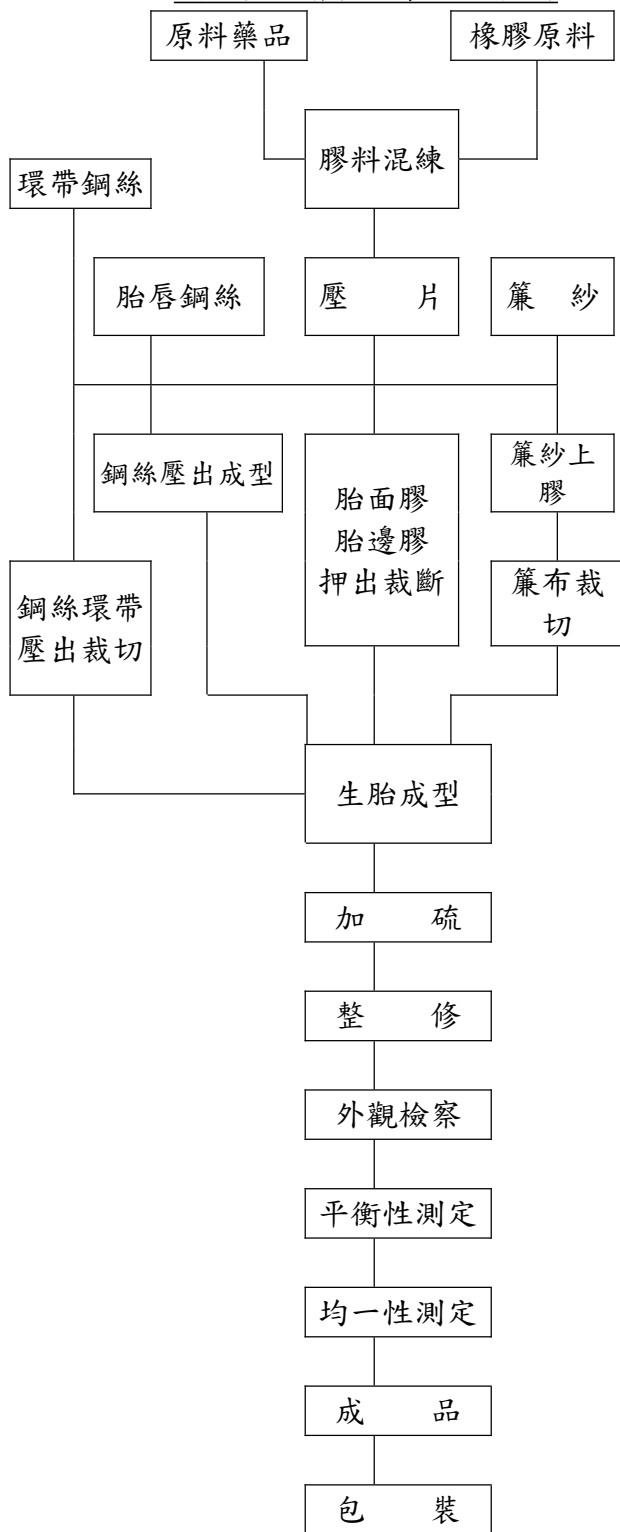 原料藥品
橡膠原料
膠料混練
環帶鋼絲
胎唇鋼絲
壓 片
簾 紗
鋼絲壓出成型
胎面膠
胎邊膠
押出裁斷
簾紗上
膠
鋼絲環帶
壓出裁切
簾布裁
切
生胎成型
加 硫
整 修
外觀檢察
平衡性測定
均一性測定
成 品
包 裝